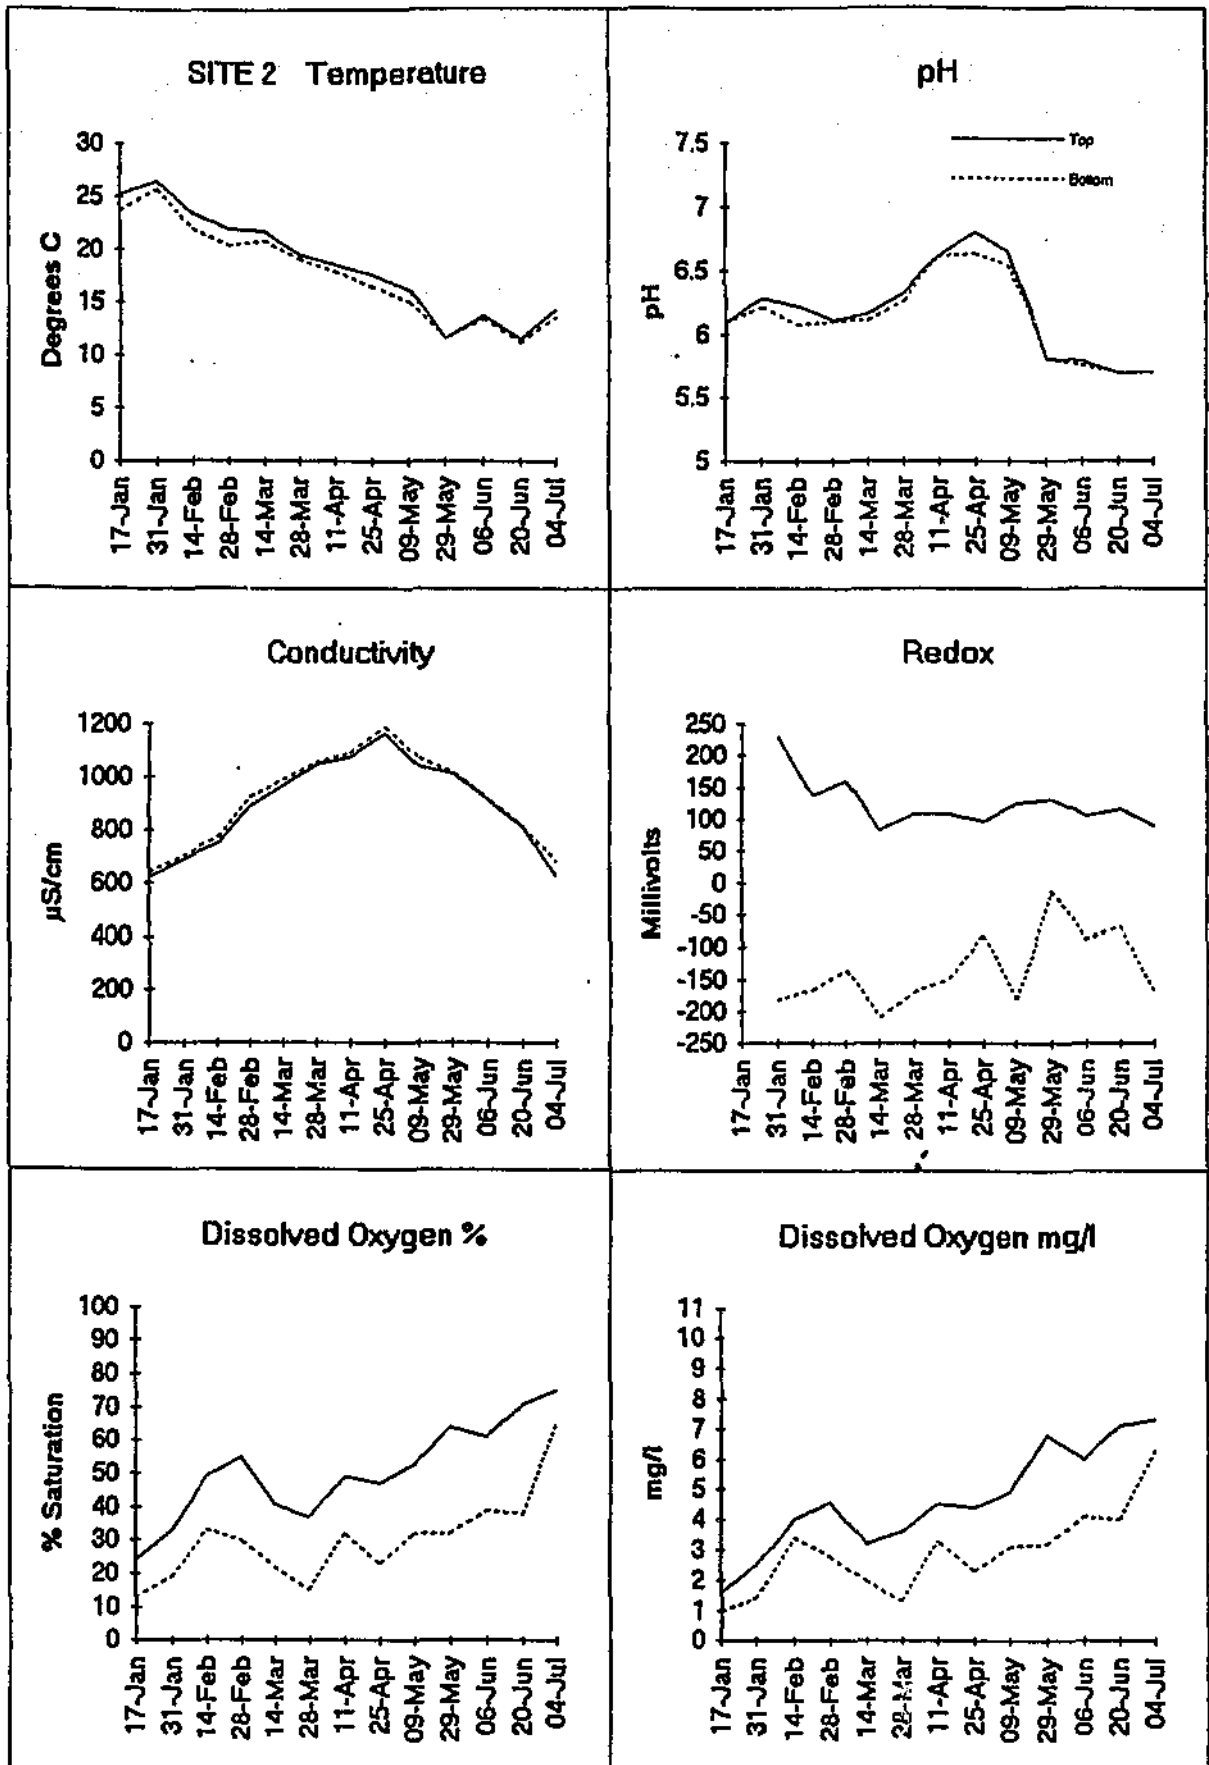 SITE 2 Temperature
Degrees C
30
25
20
15
10
5
0
17-Jan
31-Jan
14-Feb
28-Feb
14-Mar
28-Mar
11-Apr
25-Apr
09-May
29-May
06-Jun
20-Jun
04-Jul
pH
Top
Bottom
pH
7.5
7
6.5
6
5.5
5
17-Jan
31-Jan
14-Feb
28-Feb
14-Mar
28-Mar
11-Apr
25-Apr
09-May
29-May
06-Jun
20-Jun
04-Jul
Conductivity
µS/cm
1200
1000
800
600
400
200
0
17-Jan
31-Jan
14-Feb
28-Feb
14-Mar
28-Mar
11-Apr
25-Apr
09-May
29-May
06-Jun
20-Jun
04-Jul
Redox
Millivolts
250
200
150
100
50
0
-50
-100
-150
-200
-250
17-Jan
31-Jan
14-Feb
28-Feb
14-Mar
28-Mar
11-Apr
25-Apr
09-May
29-May
06-Jun
20-Jun
04-Jul
Dissolved Oxygen %
% Saturation
100
90
80
70
60
50
40
30
20
10
0
17-Jan
31-Jan
14-Feb
28-Feb
14-Mar
28-Mar
11-Apr
25-Apr
09-May
29-May
06-Jun
20-Jun
04-Jul
Dissolved Oxygen mg/l
mg/l
11
10
9
8
7
6
5
4
3
2
1
0
17-Jan
31-Jan
14-Feb
28-Feb
14-Mar
28-Mar
11-Apr
25-Apr
09-May
29-May
06-Jun
20-Jun
04-Jul